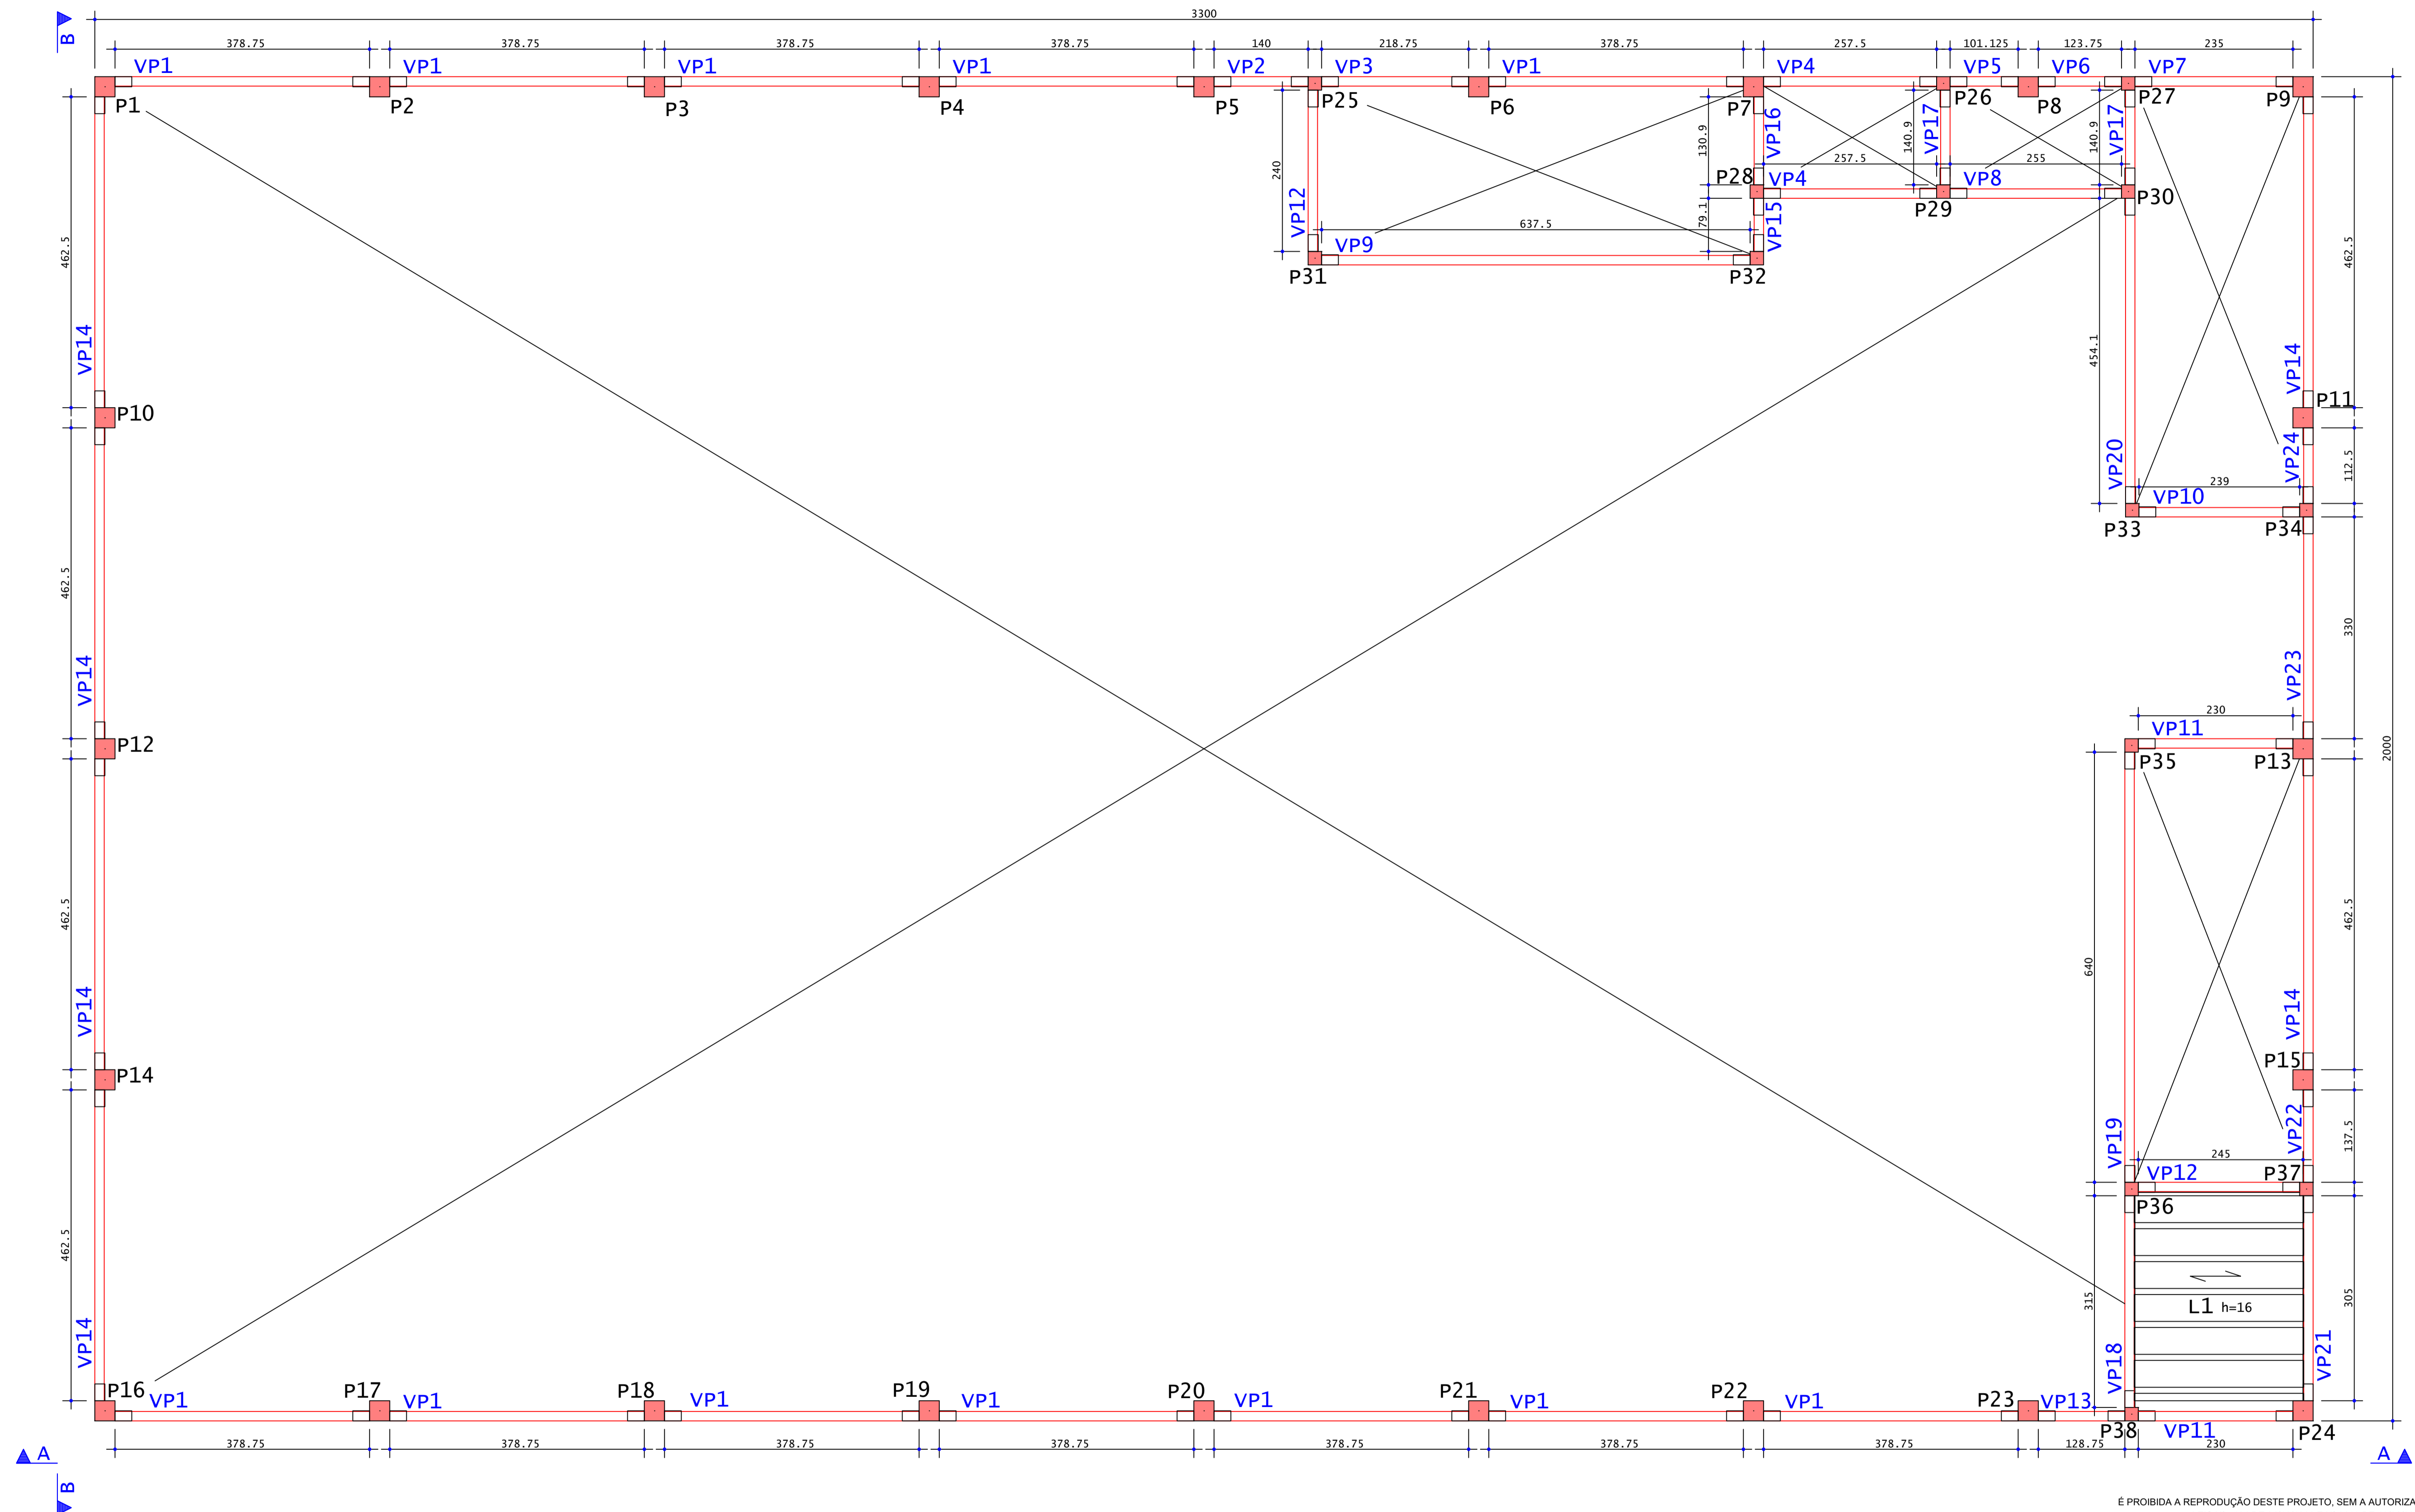 B
3300
378.75 378.75 378.75 378.75 140 218.75 378.75 257.5 101.125 123.75 235
VP1 VP1 VP1 VP1 VP2 VP3 VP1 VP4 VP5 VP6 VP7
P1 P2 P3 P4 P5 P25 P6 P7 P26 P8 P27 P9
240 130.9 VP16 140.9 VP17 140.9 VP17
257.5 255
P28 VP4 P29 VP8 P30
VP12 79.1 VP15
637.5
VP9
P31 P32
462.5 462.5
VP14 454.1 VP14
P10 P11
VP20 VP24 112.5
239
VP10
P33 P34
462.5 330
VP14 VP23
230
VP11
P12 P35 P13
2000
462.5 640 462.5
VP14 VP14
P14 P15
VP19 VP22 137.5
245
VP12 P37
P36
462.5 315 305
L1 h=16
VP14 VP18 VP21
P16 P17 P18 P19 P20 P21 P22 P23
VP1 VP1 VP1 VP1 VP1 VP1 VP1 VP13
P38 VP11 P24
378.75 378.75 378.75 378.75 378.75 378.75 378.75 128.75 230
A A
B
É PROIBIDA A REPRODUÇÃO DESTE PROJETO, SEM A AUTORIZA